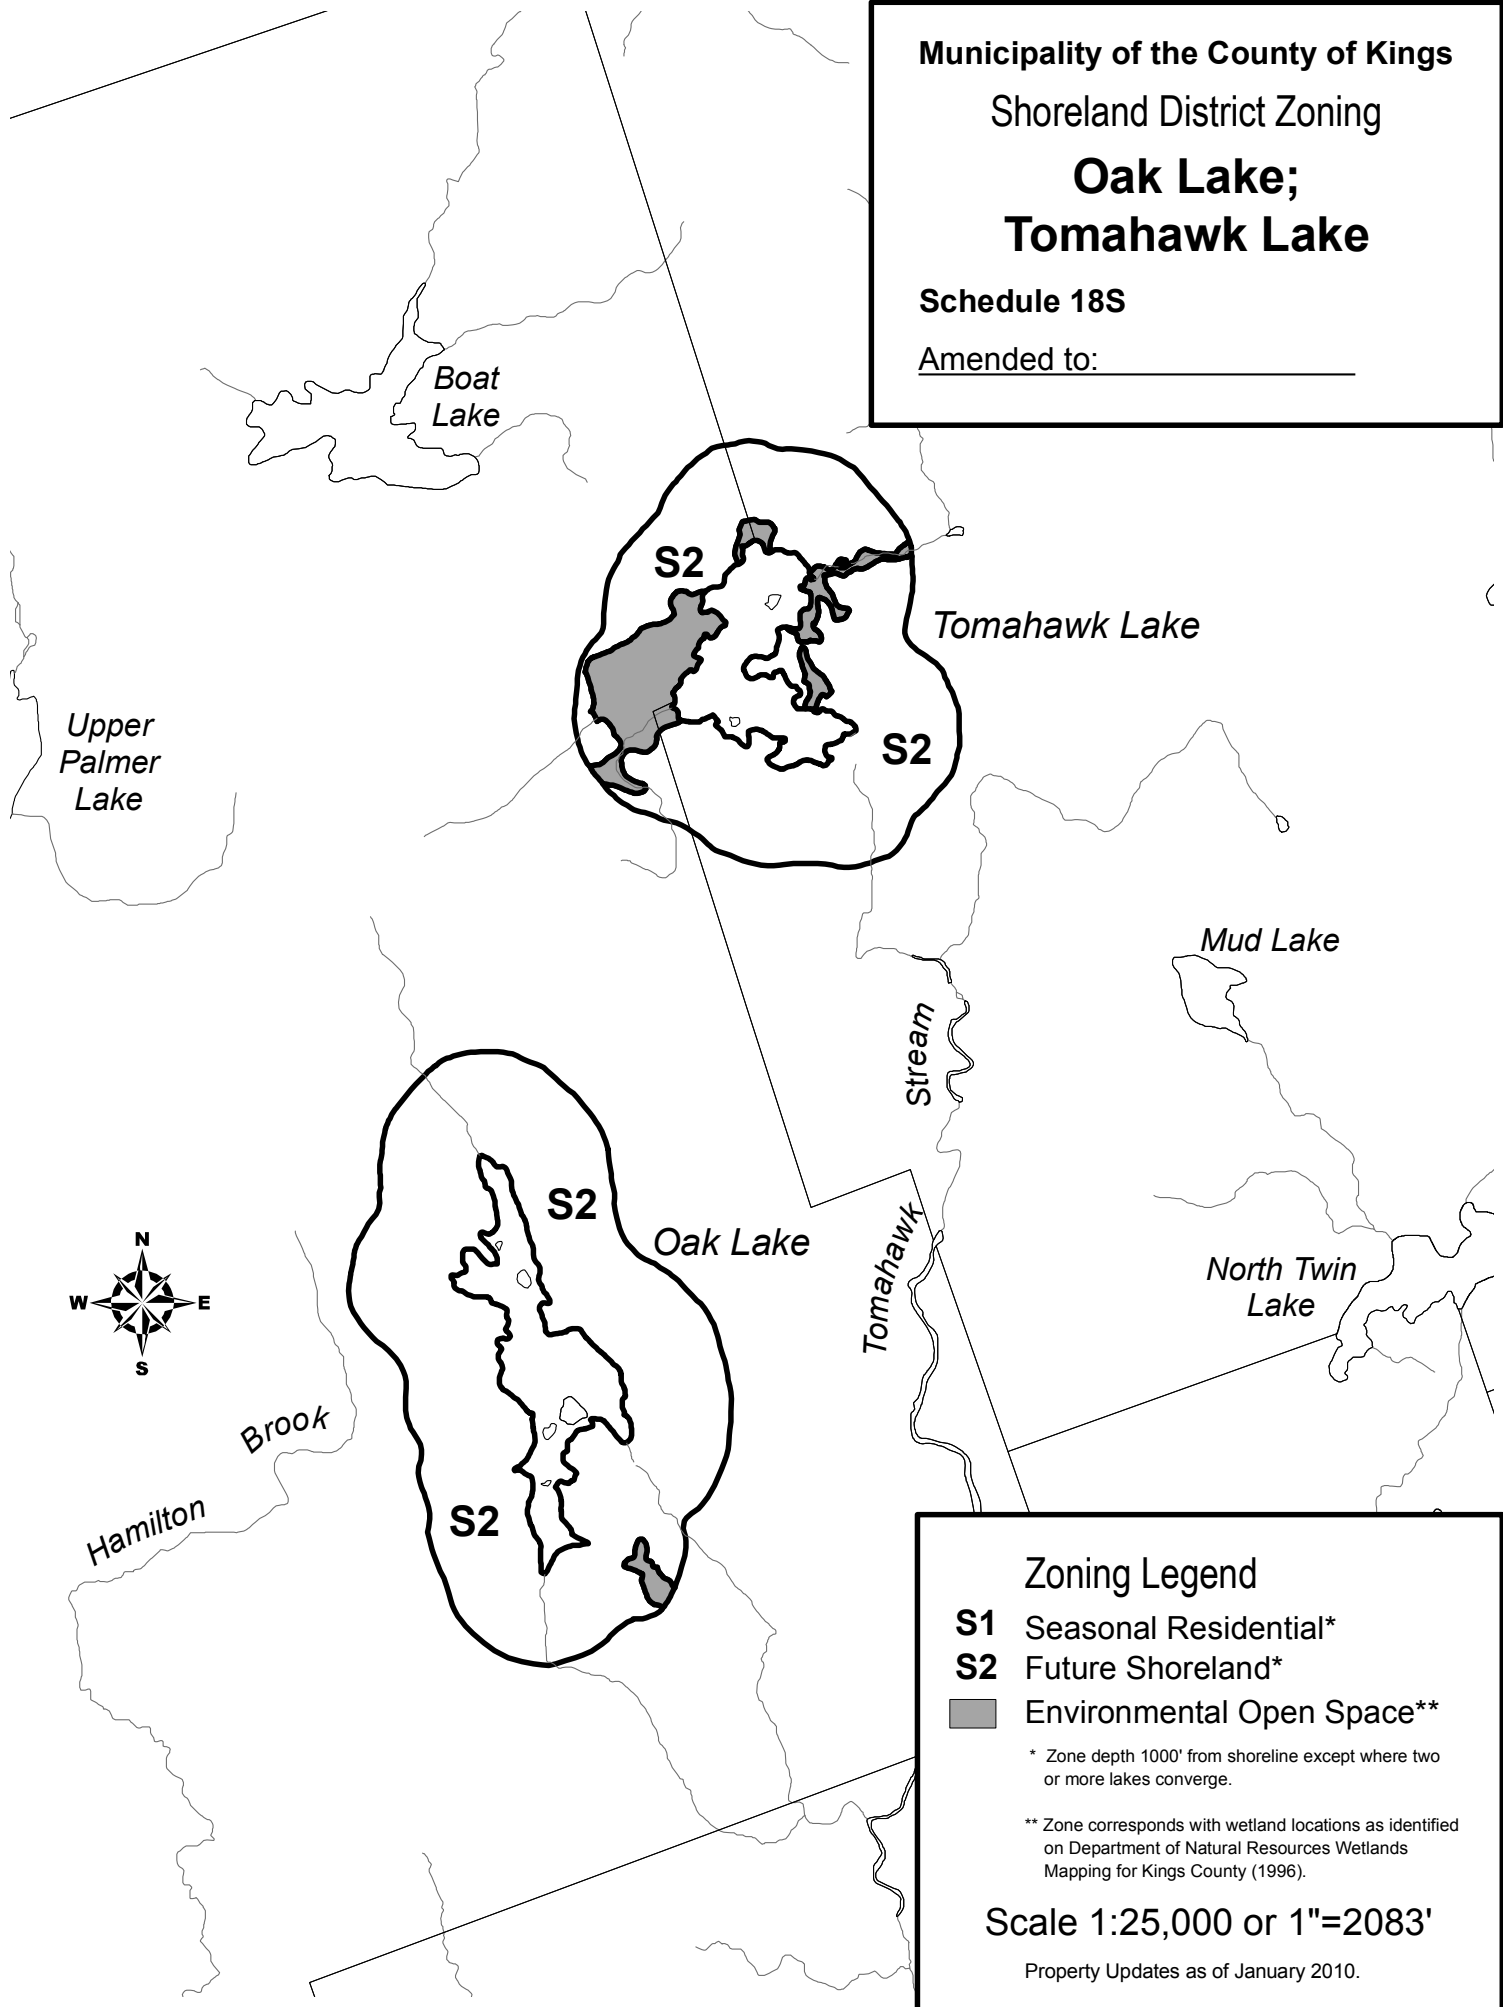 Municipality of the County of Kings
Shoreland District Zoning
Oak Lake;
Tomahawk Lake
Schedule 18S
Amended to:
Boat
Lake
S2
Tomahawk Lake
Upper
Palmer
Lake
S2
Mud Lake
Stream
Tomahawk
S2
Oak Lake
North Twin
Lake
N
W
E
S
Brook
Hamilton
S2
Zoning Legend
S1 Seasonal Residential*
S2 Future Shoreland*
Environmental Open Space**
* Zone depth 1000' from shoreline except where two
or more lakes converge.
** Zone corresponds with wetland locations as identified
on Department of Natural Resources Wetlands
Mapping for Kings County (1996).
Scale 1:25,000 or 1"=2083'
Property Updates as of January 2010.